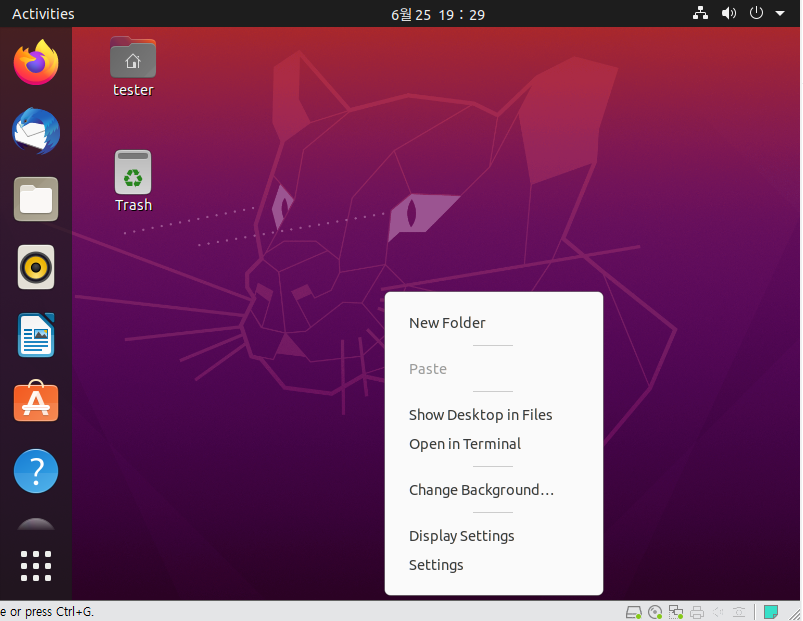 Activities
6월 25 19 : 29
tester
Trash
New Folder
Paste
Show Desktop in Files
Open in Terminal
Change Background…
Display Settings
Settings
e or press Ctrl+G.